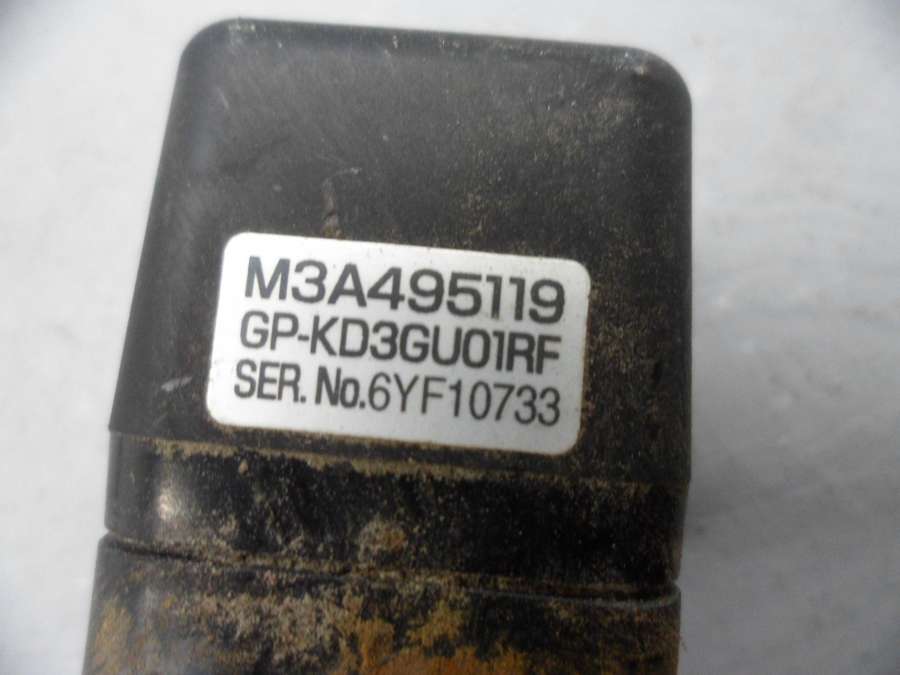 M3A495119
GP-KD3GU01RF
SER. No.6YF10733